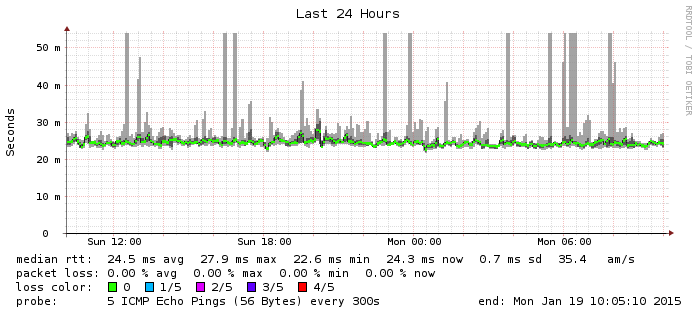 Last 24 Hours
RRDTOOL / TOBI OETIKER
Seconds
50 m
40 m
30 m
20 m
10 m
0
Sun 12:00 Sun 18:00 Mon 00:00 Mon 06:00
median rtt: 24.5 ms avg 27.9 ms max 22.6 ms min 24.3 ms now 0.7 ms sd 35.4 am/s
packet loss: 0.00 % avg 0.00 % max 0.00 % min 0.00 % now
loss color: 0 1/5 2/5 3/5 4/5
probe: 5 ICMP Echo Pings (56 Bytes) every 300s end: Mon Jan 19 10:05:10 2015